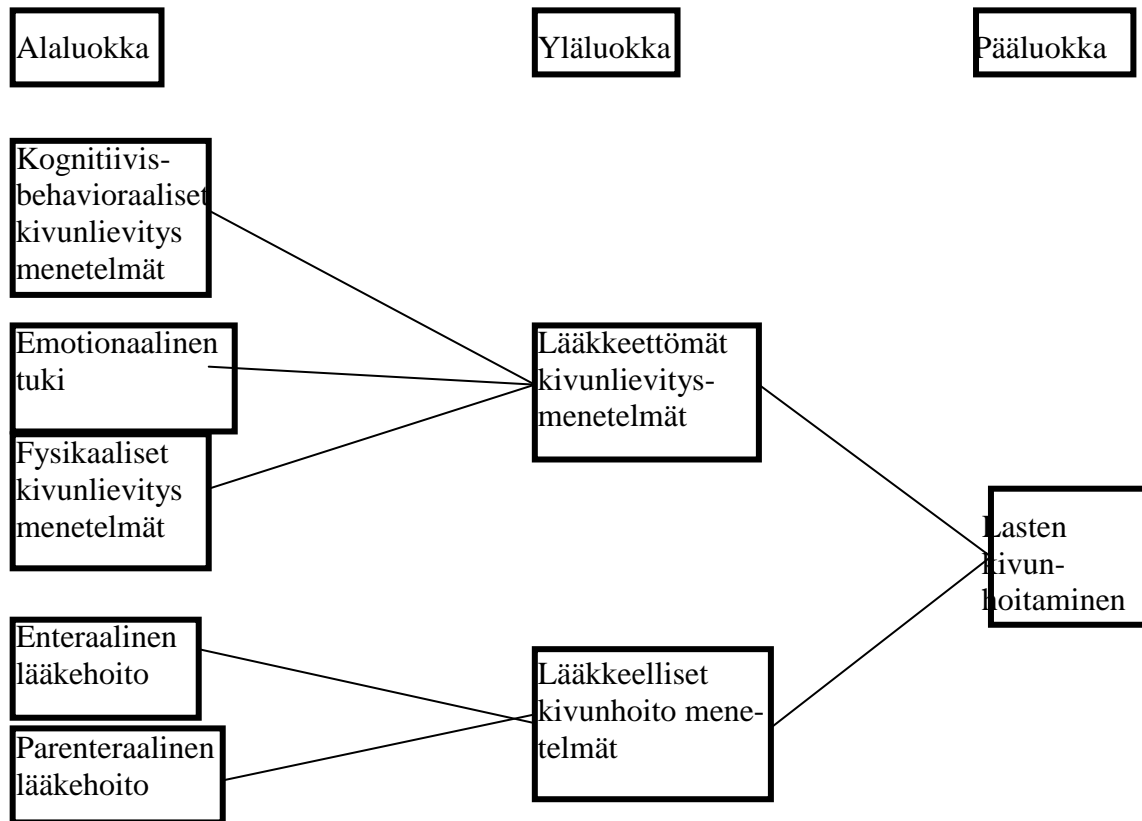 Alaluokka
Yläluokka
Pääluokka
Kognitiivis-
behavioraaliset
kivunlievitys
menetelmät
Emotionaalinen
tuki
Fysikaaliset
kivunlievitys
menetelmät
Enteraalinen
lääkehoito
Parenteraalinen
lääkehoito
Lääkkeettömät
kivunlievitys-
menetelmät
Lääkkeelliset
kivunhoito mene-
telmät
Lasten
kivun-
hoitaminen